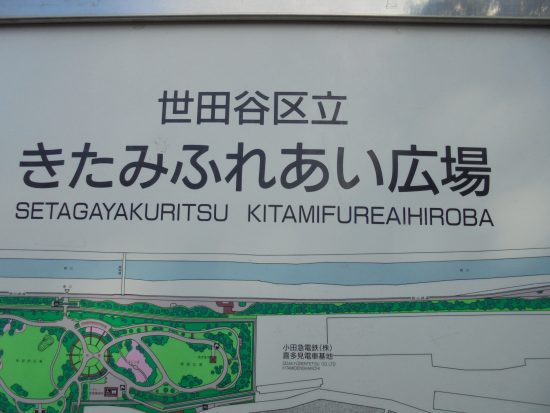 世田谷区立
きたみふれあい広場
SETAGAYAKURITSU KITAMIFUREAIHIROBA
小田急電鉄(株)
喜多見電車基地